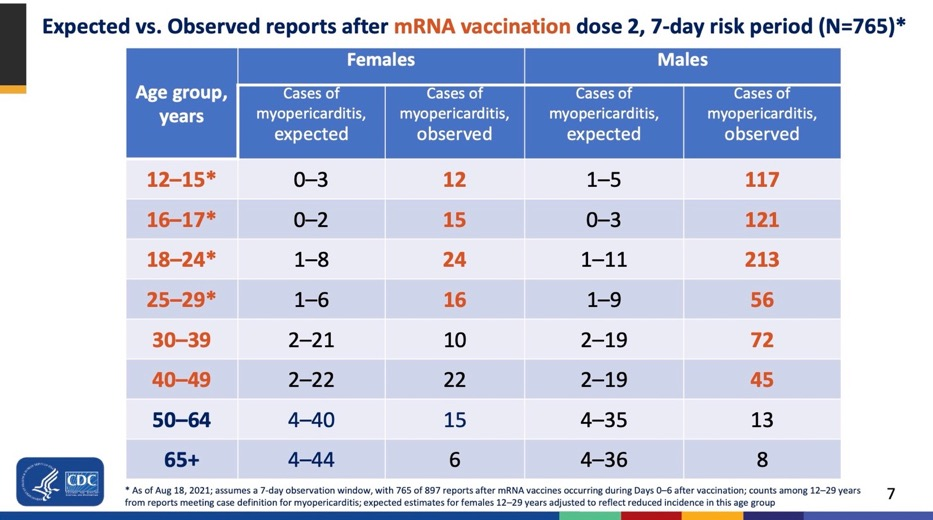 Expected vs. Observed reports after mRNA vaccination dose 2, 7-day risk period (N=765)*
Females Males
Age group, years Cases of myopericarditis, expected Cases of myopericarditis, observed Cases of myopericarditis, expected Cases of myopericarditis, observed
12–15* 0–3 12 1–5 117
16–17* 0–2 15 0–3 121
18–24* 1–8 24 1–11 213
25–29* 1–6 16 1–9 56
30–39 2–21 10 2–19 72
40–49 2–22 22 2–19 45
50–64 4–40 15 4–35 13
65+ 4–44 6 4–36 8
CDC
* As of Aug 18, 2021; assumes a 7-day observation window, with 765 of 897 reports after mRNA vaccines occurring during Days 0–6 after vaccination; counts among 12–29 years
from reports meeting case definition for myopericarditis; expected estimates for females 12–29 years adjusted to reflect reduced incidence in this age group
7